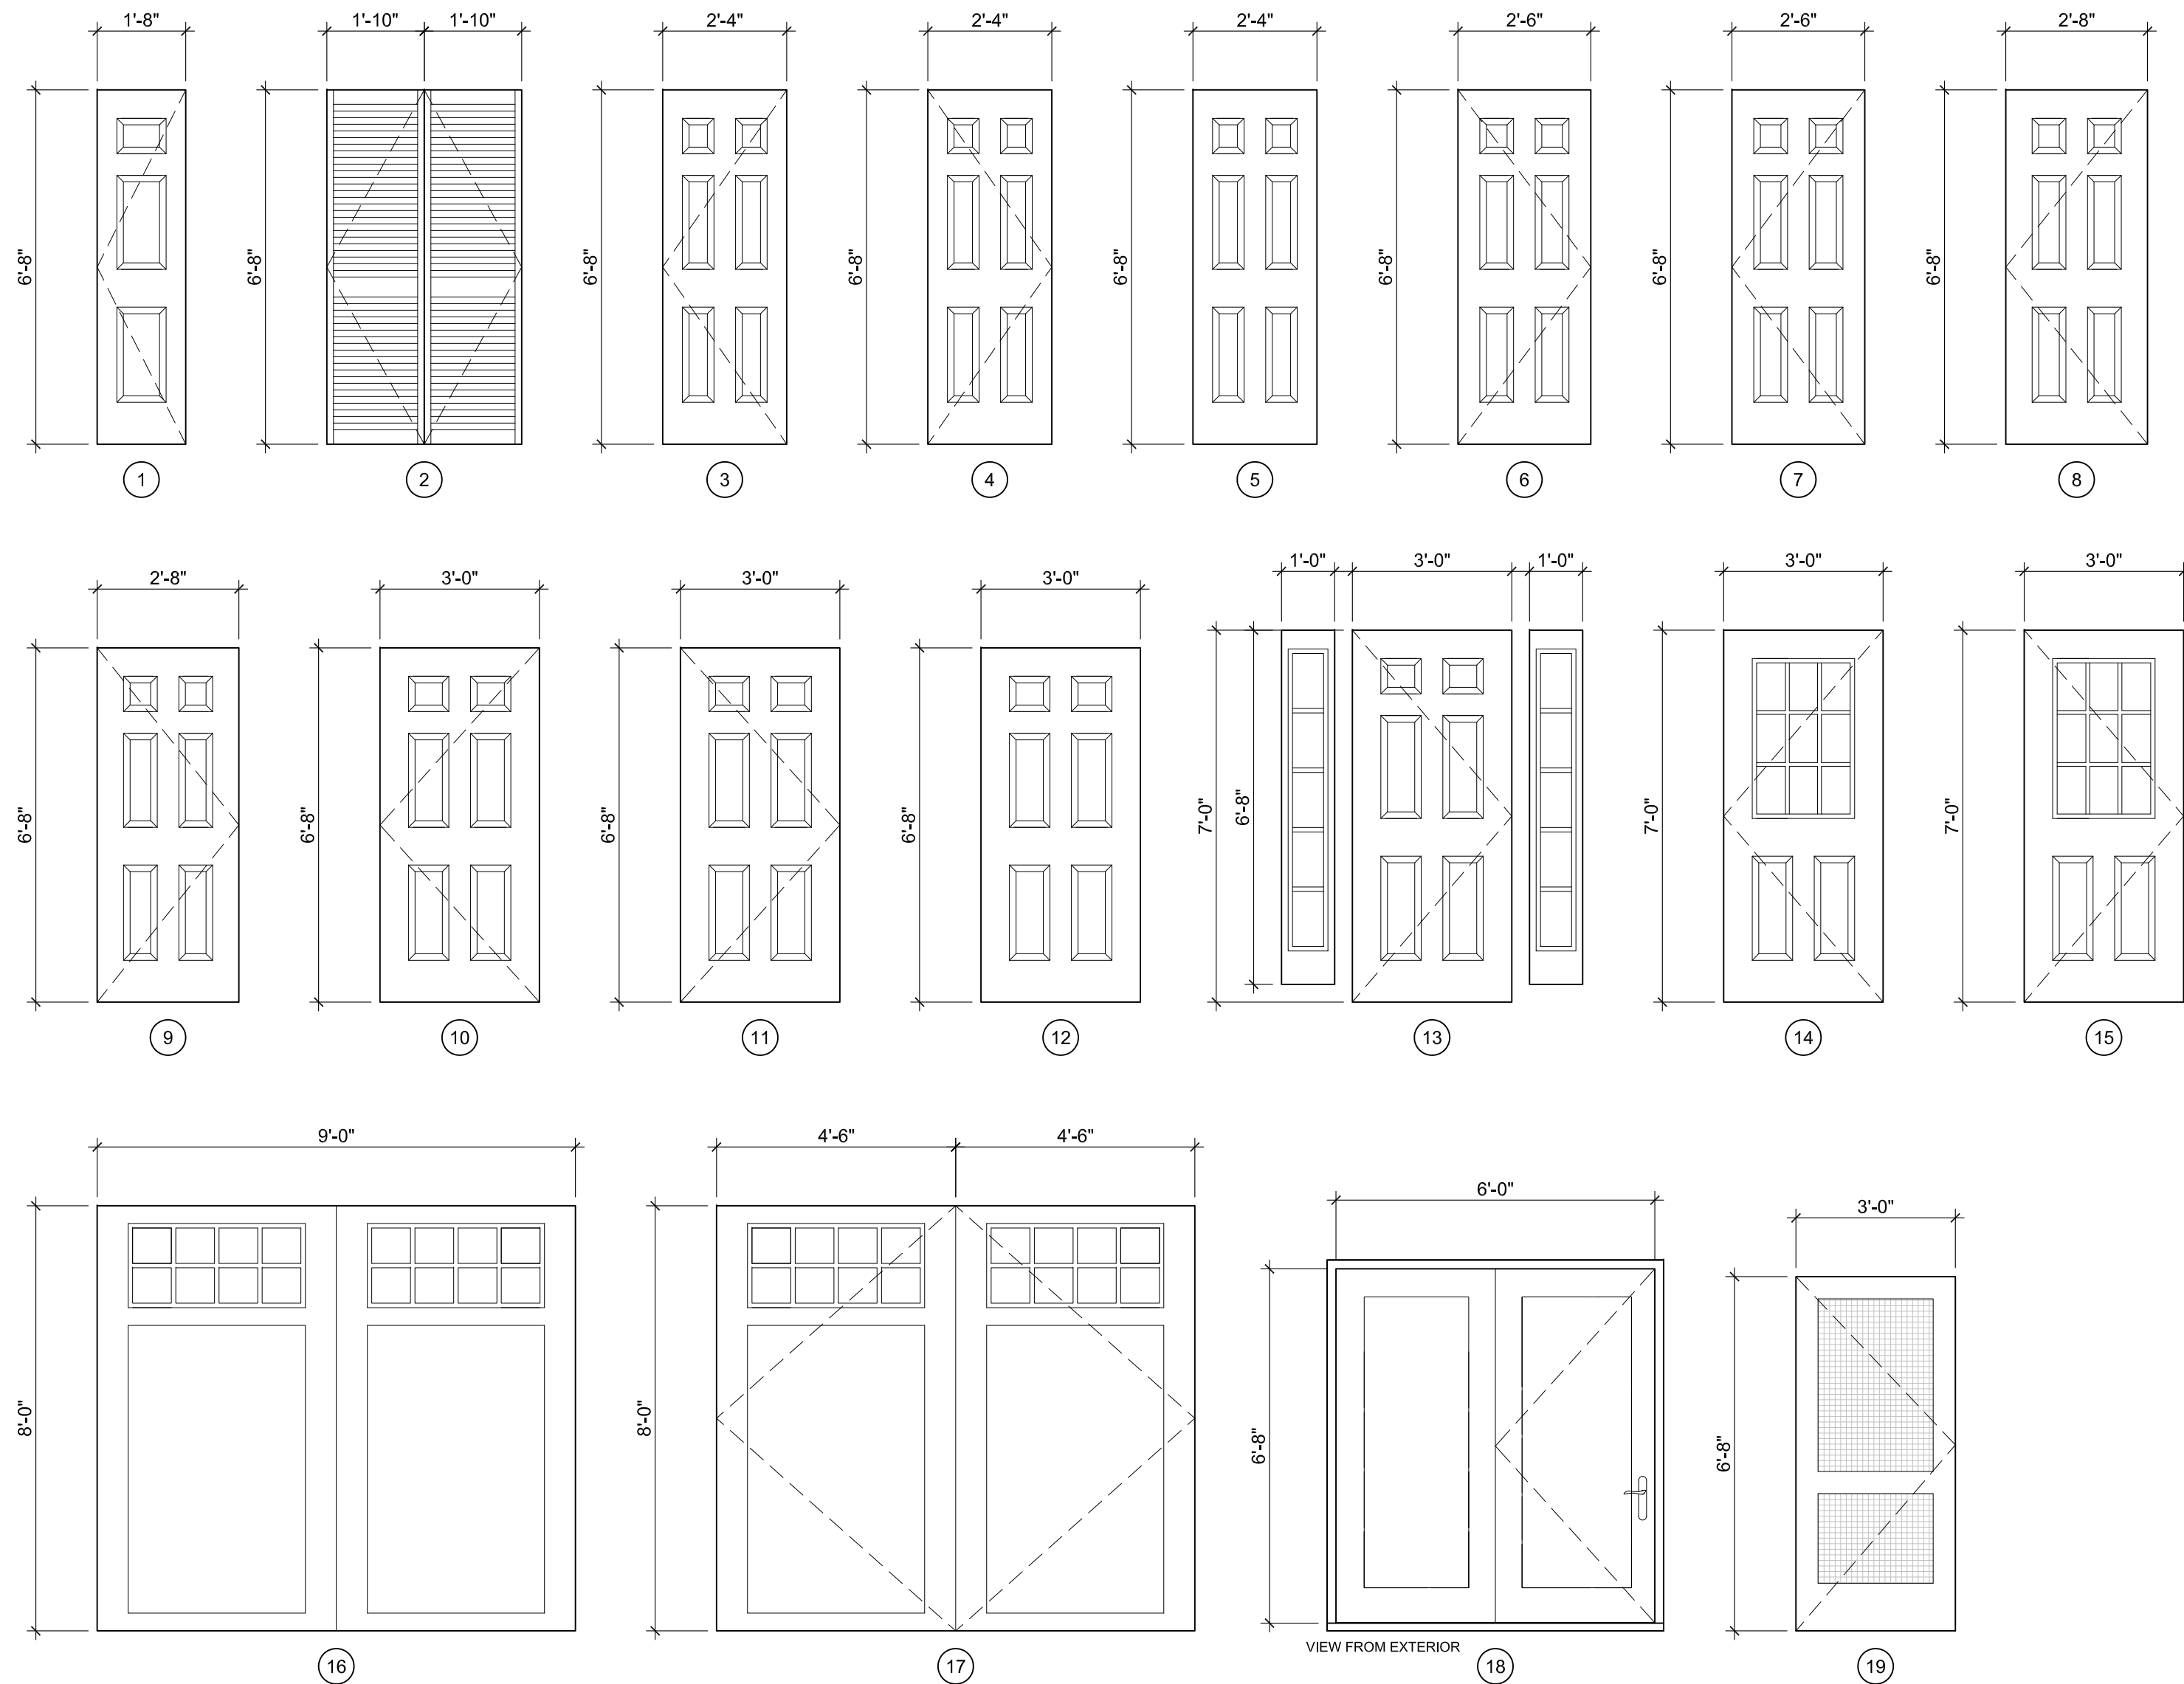 1'-8" 1'-10" 1'-10" 2'-4" 2'-4" 2'-4" 2'-6" 2'-6" 2'-8"
6'-8" 6'-8" 6'-8" 6'-8" 6'-8" 6'-8" 6'-8" 6'-8"
1 2 3 4 5 6 7 8
1'-0" 3'-0" 1'-0" 3'-0" 3'-0"
2'-8" 3'-0" 3'-0" 3'-0"
6'-8" 6'-8" 6'-8" 6'-8" 7'-0" 6'-8" 7'-0" 7'-0"
9 10 11 12 13 14 15
9'-0" 4'-6" 4'-6"
6'-0" 3'-0"
8'-0" 8'-0" 6'-8" 6'-8"
VIEW FROM EXTERIOR
16 17 18 19